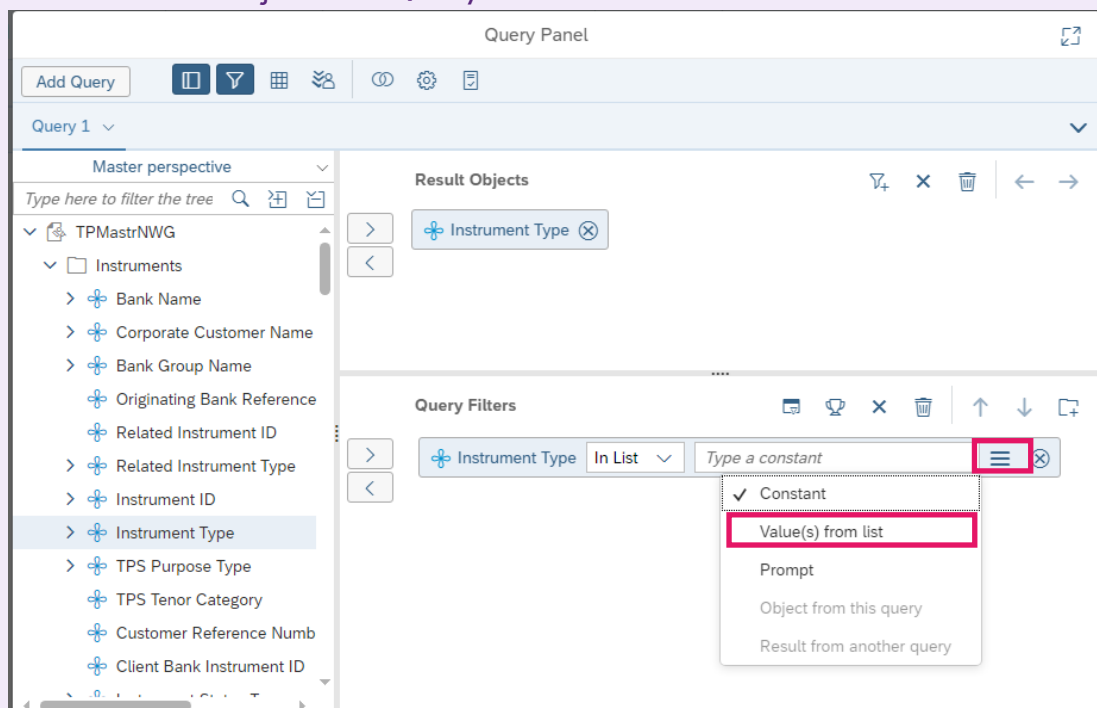 Query Panel
Add Query
Query 1
Master perspective
Type here to filter the tree
TPMastrNWG
Instruments
Bank Name
Corporate Customer Name
Bank Group Name
Originating Bank Reference
Related Instrument ID
Related Instrument Type
Instrument ID
Instrument Type
TPS Purpose Type
TPS Tenor Category
Customer Reference Numb
Client Bank Instrument ID
Result Objects
Instrument Type
Query Filters
Instrument Type In List Type a constant
Constant
Value(s) from list
Prompt
Object from this query
Result from another query